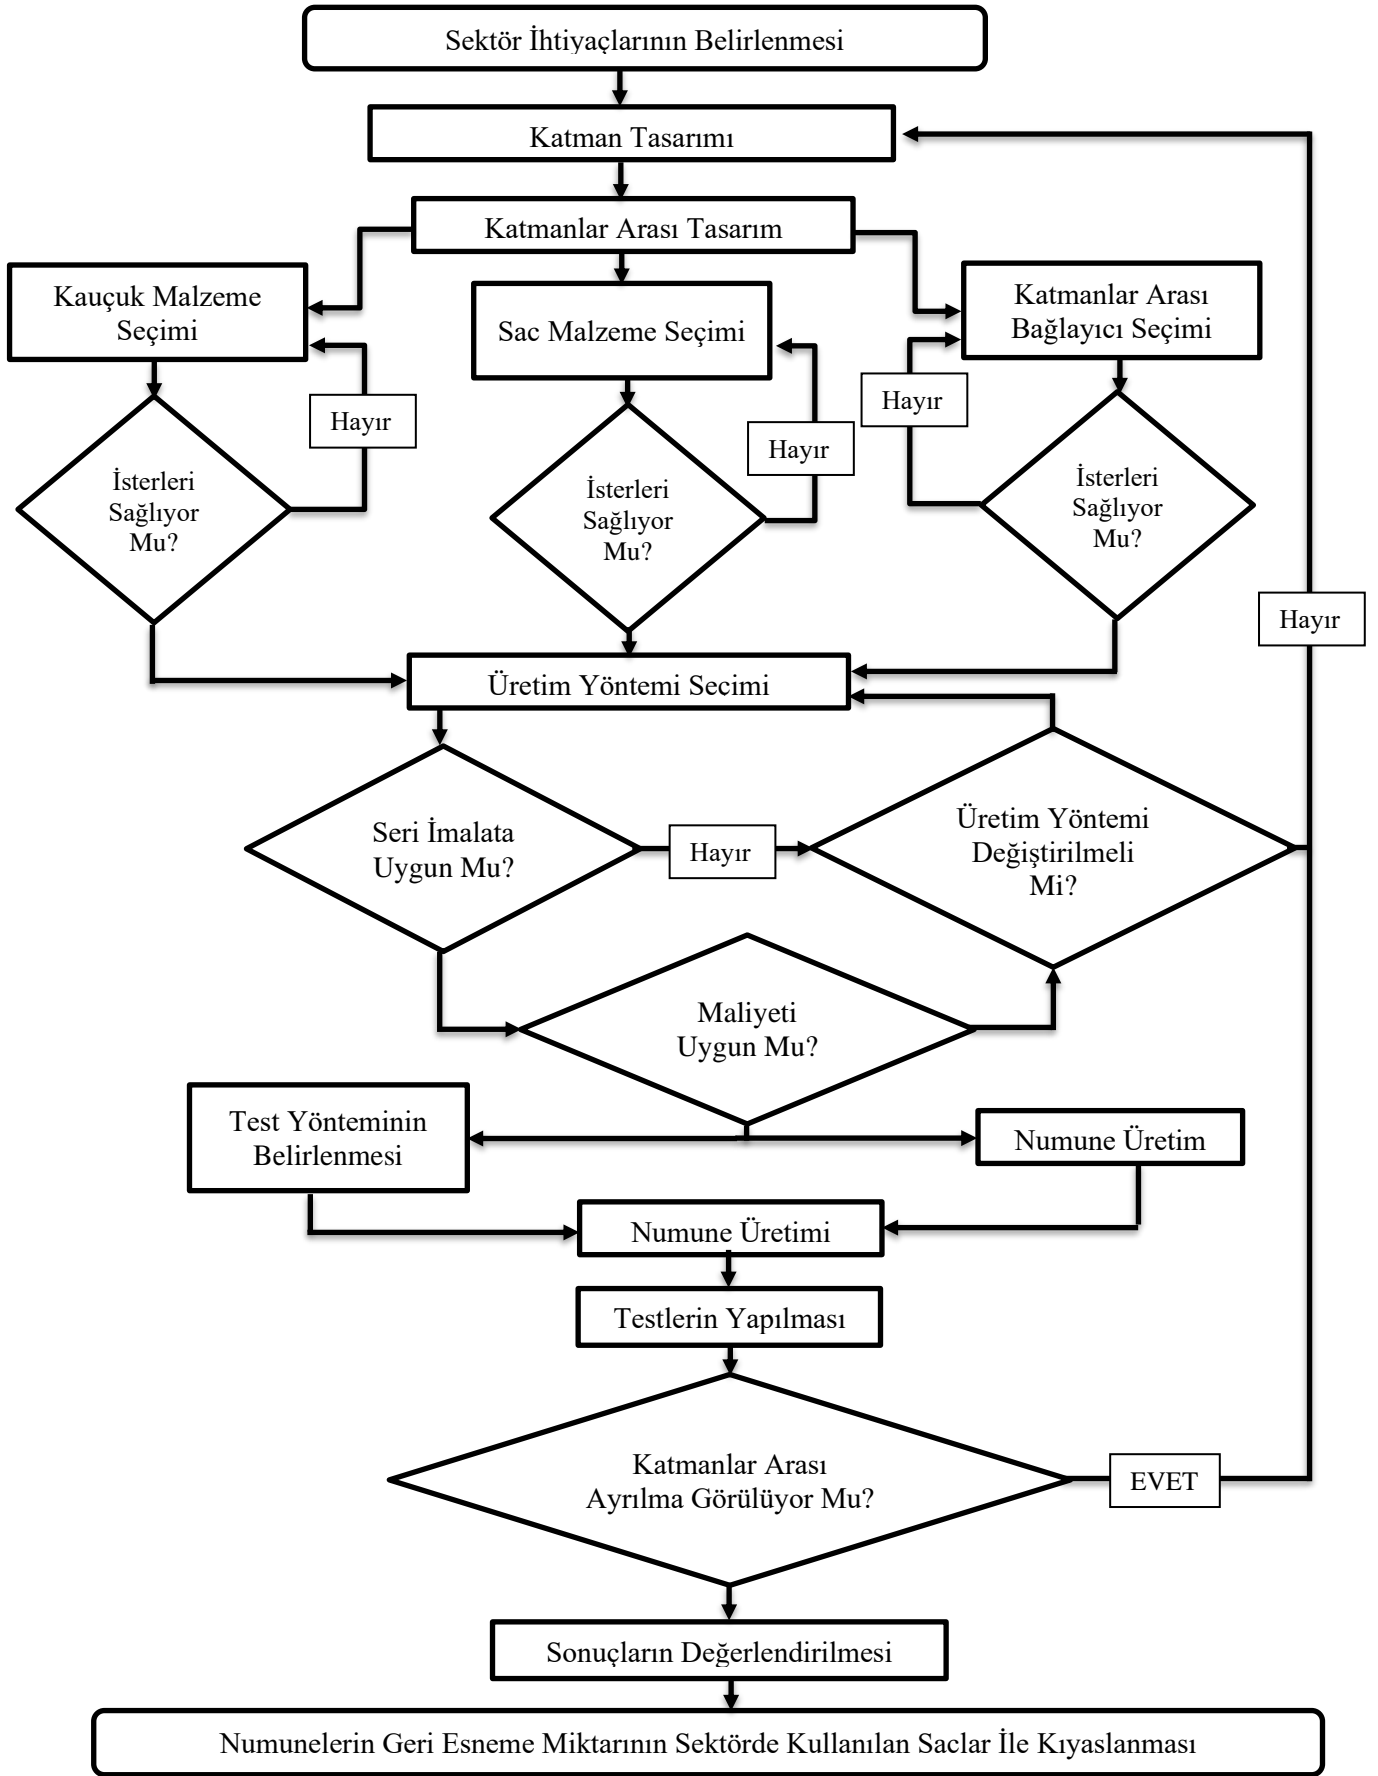 Sektör İhtiyaçlarının Belirlenmesi
Katman Tasarımı
Katmanlar Arası Tasarım
Kauçuk Malzeme
Seçimi
Sac Malzeme Seçimi
Katmanlar Arası
Bağlayıcı Seçimi
Hayır
Hayır
Hayır
İsterleri
Sağlıyor
Mu?
İsterleri
Sağlıyor
Mu?
İsterleri
Sağlıyor
Mu?
Hayır
Üretim Yöntemi Secimi
Seri İmalata
Uygun Mu?
Hayır
Üretim Yöntemi
Değiştirilmeli
Mi?
Maliyeti
Uygun Mu?
Test Yönteminin
Belirlenmesi
Numune Üretim
Numune Üretimi
Testlerin Yapılması
Katmanlar Arası
Ayrılma Görülüyor Mu?
EVET
Sonuçların Değerlendirilmesi
Numunelerin Geri Esneme Miktarının Sektörde Kullanılan Saclar İle Kıyaslanması